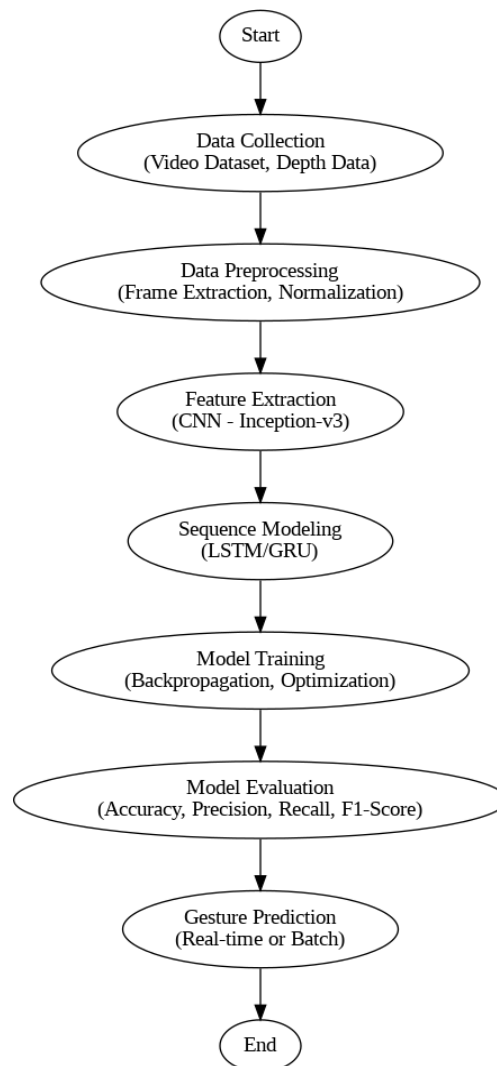 Start
Data Collection
(Video Dataset, Depth Data)
Data Preprocessing
(Frame Extraction, Normalization)
Feature Extraction
(CNN - Inception-v3)
Sequence Modeling
(LSTM/GRU)
Model Training
(Backpropagation, Optimization)
Model Evaluation
(Accuracy, Precision, Recall, F1-Score)
Gesture Prediction
(Real-time or Batch)
End